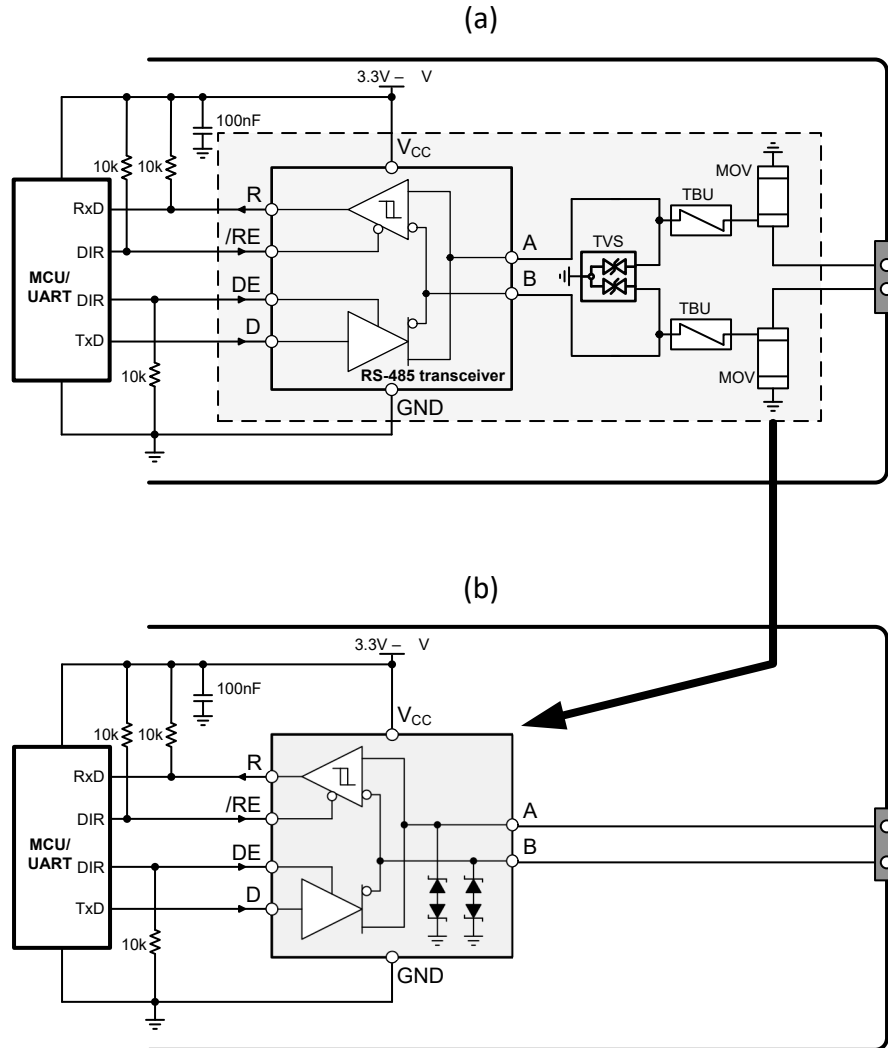 (a)
3.3V – V
100nF
VCC
10k 10k
MOV
R
RxD
TBU
/RE
A
TVS
DIR
MCU/
UART
B
DE
DIR
D
TxD
TBU
10k
RS-485 transceiver
MOV
GND
(b)
3.3V – V
100nF
VCC
10k 10k
R
RxD
/RE
A
DIR
MCU/
UART
B
DE
DIR
D
TxD
10k
GND